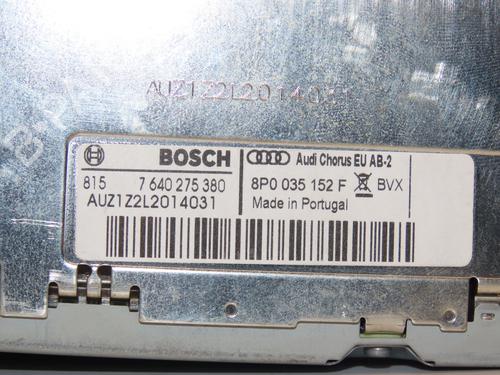 AUZ1Z2L2014031
BOSCH
Audi Chorus EU AB-2
815 7 640 275 380
8P0 035 152 F BVX
AUZ1Z2L2014031
Made in Portugal